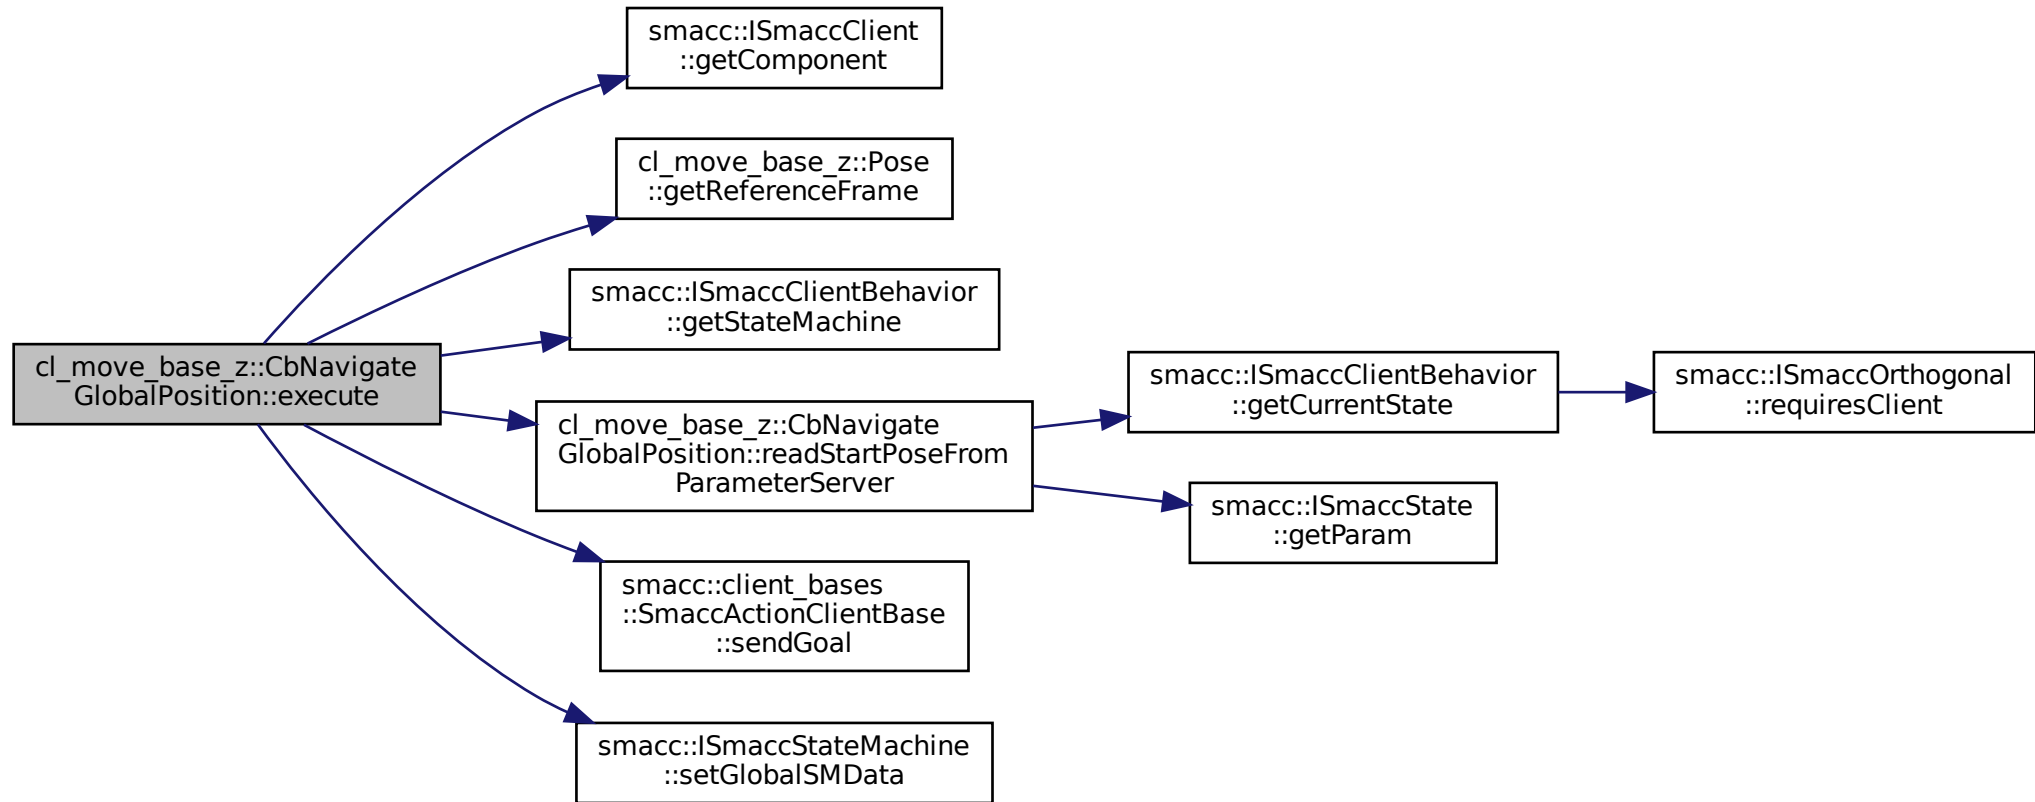 smacc::ISmaccClient
::getComponent
cl_move_base_z::Pose
::getReferenceFrame
smacc::ISmaccClientBehavior
::getStateMachine
cl_move_base_z::CbNavigate
GlobalPosition::execute
cl_move_base_z::CbNavigate
GlobalPosition::readStartPoseFrom
ParameterServer
smacc::ISmaccClientBehavior
::getCurrentState
smacc::ISmaccOrthogonal
::requiresClient
smacc::ISmaccState
::getParam
smacc::client_bases
::SmaccActionClientBase
::sendGoal
smacc::ISmaccStateMachine
::setGlobalSMData